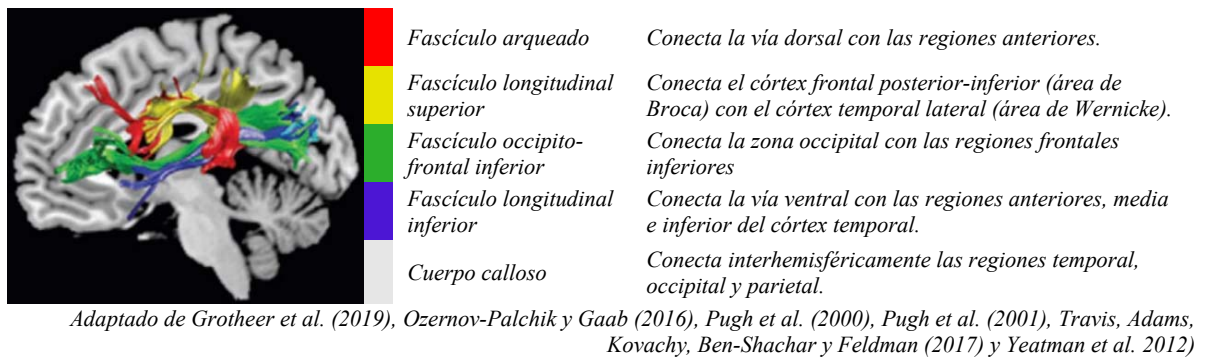 Fascículo arqueado Conecta la vía dorsal con las regiones anteriores.
Fascículo longitudinal Conecta el córtex frontal posterior-inferior (área de
superior Broca) con el córtex temporal lateral (área de Wernicke).
Fascículo occipito- Conecta la zona occipital con las regiones frontales
frontal inferior inferiores
Fascículo longitudinal Conecta la vía ventral con las regiones anteriores, media
inferior e inferior del córtex temporal.
Cuerpo calloso Conecta interhemisféricamente las regiones temporal,
occipital y parietal.
Adaptado de Grotheer et al. (2019), Ozernov-Palchik y Gaab (2016), Pugh et al. (2000), Pugh et al. (2001), Travis, Adams,
Kovachy, Ben-Shachar y Feldman (2017) y Yeatman et al. 2012)